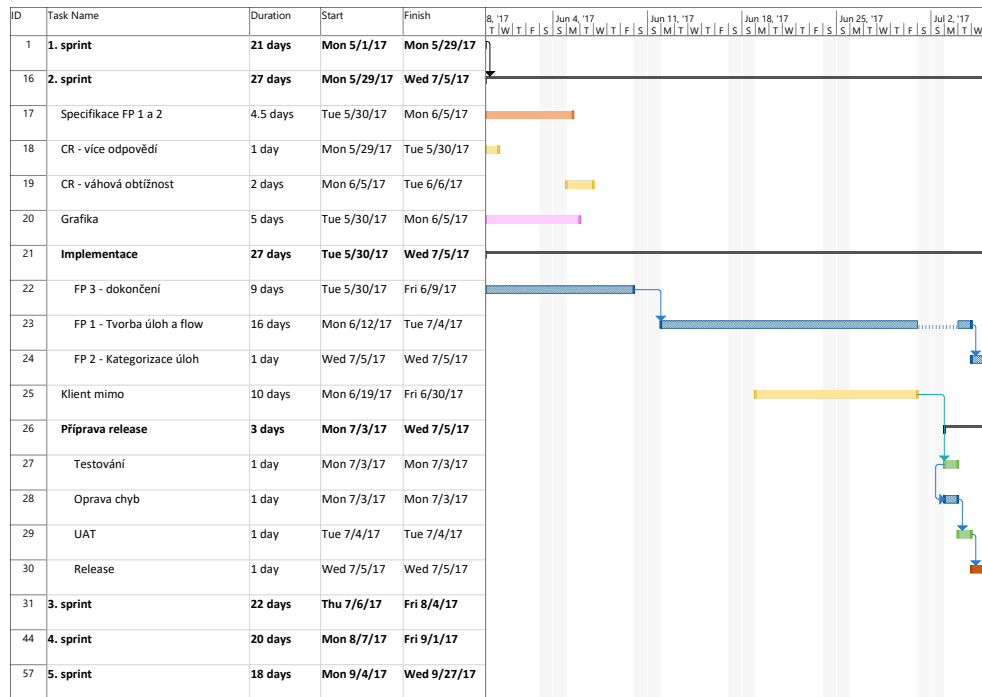 ID Task Name Duration Start Finish 8, '17 Jun 4, '17 Jun 11, '17 Jun 18, '17 Jun 25, '17 Jul 2, '17
T W T F S S M T W T F S S M T W T F S S M T W T F S S M T W T F S S M T W
1 1. sprint 21 days Mon 5/1/17 Mon 5/29/17
16 2. sprint 27 days Mon 5/29/17 Wed 7/5/17
17 Specifikace FP 1 a 2 4.5 days Tue 5/30/17 Mon 6/5/17
18 CR - více odpovědí 1 day Mon 5/29/17 Tue 5/30/17
19 CR - váhová obtížnost 2 days Mon 6/5/17 Tue 6/6/17
20 Grafika 5 days Tue 5/30/17 Mon 6/5/17
21 Implementace 27 days Tue 5/30/17 Wed 7/5/17
22 FP 3 - dokončení 9 days Tue 5/30/17 Fri 6/9/17
23 FP 1 - Tvorba úloh a flow 16 days Mon 6/12/17 Tue 7/4/17
24 FP 2 - Kategorizace úloh 1 day Wed 7/5/17 Wed 7/5/17
25 Klient mimo 10 days Mon 6/19/17 Fri 6/30/17
26 Příprava release 3 days Mon 7/3/17 Wed 7/5/17
27 Testování 1 day Mon 7/3/17 Mon 7/3/17
28 Oprava chyb 1 day Mon 7/3/17 Mon 7/3/17
29 UAT 1 day Tue 7/4/17 Tue 7/4/17
30 Release 1 day Wed 7/5/17 Wed 7/5/17
31 3. sprint 22 days Thu 7/6/17 Fri 8/4/17
44 4. sprint 20 days Mon 8/7/17 Fri 9/1/17
57 5. sprint 18 days Mon 9/4/17 Wed 9/27/17